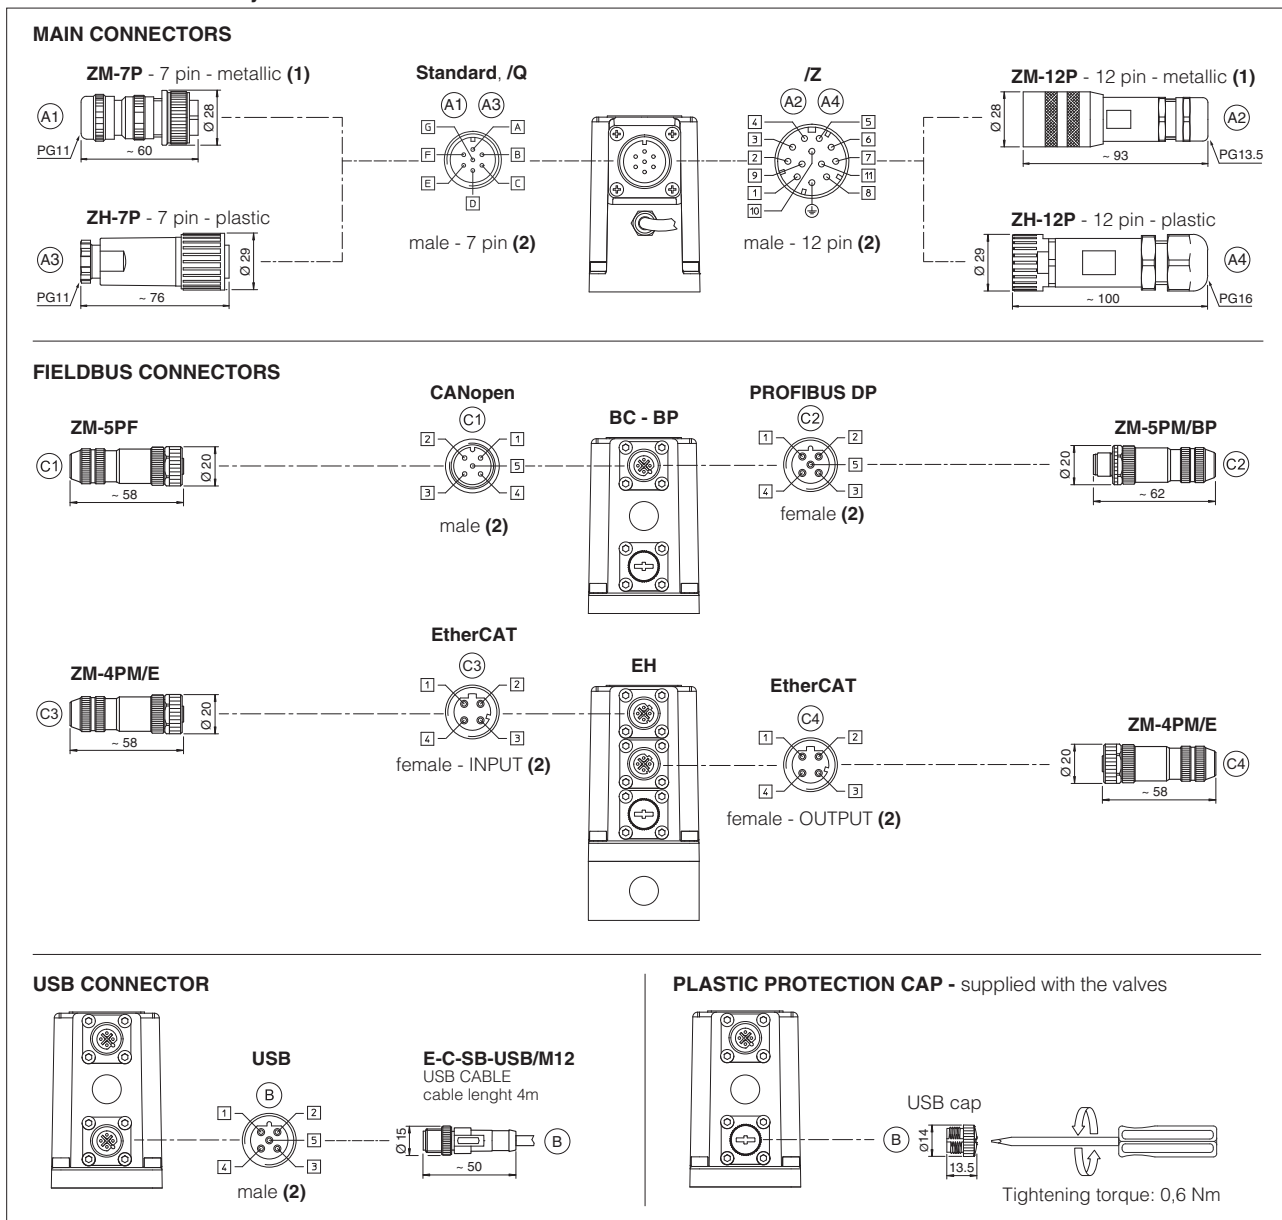 MAIN CONNECTORS
ZM-7P - 7 pin - metallic (1)
A1
Ø 28
PG11
~ 60
ZH-7P - 7 pin - plastic
A3
Ø 29
PG11
~ 76
Standard, /Q
A1 A3
G A
F B
E C
D
male - 7 pin (2)
/Z
A2 A4
4 5
3 6
2 7
9 11
1 8
10
male - 12 pin (2)
ZM-12P - 12 pin - metallic (1)
Ø 28
A2
~ 93
PG13.5
ZH-12P - 12 pin - plastic
Ø 29
A4
~ 100
PG16
FIELDBUS CONNECTORS
ZM-5PF
C1
Ø 20
~ 58
CANopen
C1
2 1
5
3 4
male (2)
BC - BP
PROFIBUS DP
C2
1 2
5
4 3
female (2)
ZM-5PM/BP
Ø 20
C2
~ 62
ZM-4PM/E
C3
Ø 20
~ 58
EtherCAT
C3
1 2
4 3
female - INPUT (2)
EH
EtherCAT
C4
1 2
4 3
female - OUTPUT (2)
ZM-4PM/E
Ø 20
C4
~ 58
USB CONNECTOR
USB
B
1 2
5
4 3
male (2)
E-C-SB-USB/M12
USB CABLE
cable lenght 4m
Ø 15
B
~ 50
PLASTIC PROTECTION CAP - supplied with the valves
USB cap
B
Ø14
13.5
Tightening torque: 0,6 Nm